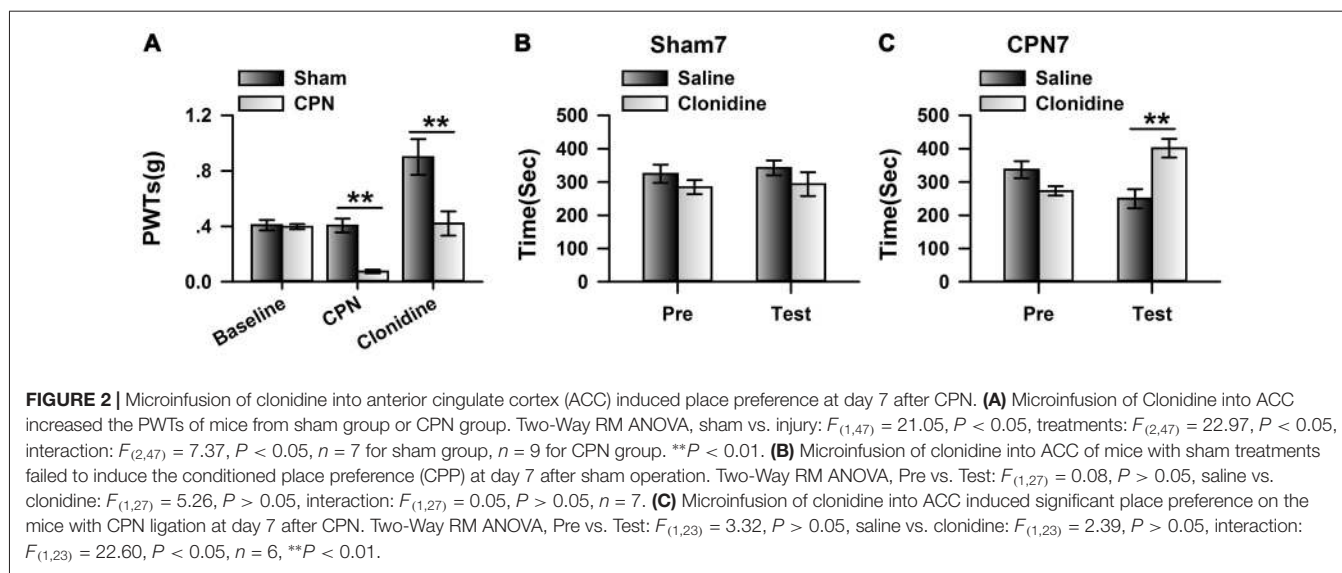 A
Sham
CPN
1.2
.8
.4
0.0
PWTs(g)
**
**
Baseline
CPN
Clonidine
B
Sham7
Saline
Clonidine
500
400
300
200
100
0
Time(Sec)
Pre
Test
C
CPN7
Saline
Clonidine
500
400
300
200
100
0
Time(Sec)
**
Pre
Test
FIGURE 2 | Microinfusion of clonidine into anterior cingulate cortex (ACC) induced place preference at day 7 after CPN. (A) Microinfusion of Clonidine into ACC
increased the PWTs of mice from sham group or CPN group. Two-Way RM ANOVA, sham vs. injury: F(1,47) = 21.05, P < 0.05, treatments: F(2,47) = 22.97, P < 0.05,
interaction: F(2,47) = 7.37, P < 0.05, n = 7 for sham group, n = 9 for CPN group. **P < 0.01. (B) Microinfusion of clonidine into ACC of mice with sham treatments
failed to induce the conditioned place preference (CPP) at day 7 after sham operation. Two-Way RM ANOVA, Pre vs. Test: F(1,27) = 0.08, P > 0.05, saline vs.
clonidine: F(1,27) = 5.26, P > 0.05, interaction: F(1,27) = 0.05, P > 0.05, n = 7. (C) Microinfusion of clonidine into ACC induced significant place preference on the
mice with CPN ligation at day 7 after CPN. Two-Way RM ANOVA, Pre vs. Test: F(1,23) = 3.32, P > 0.05, saline vs. clonidine: F(1,23) = 2.39, P > 0.05, interaction:
F(1,23) = 22.60, P < 0.05, n = 6, **P < 0.01.